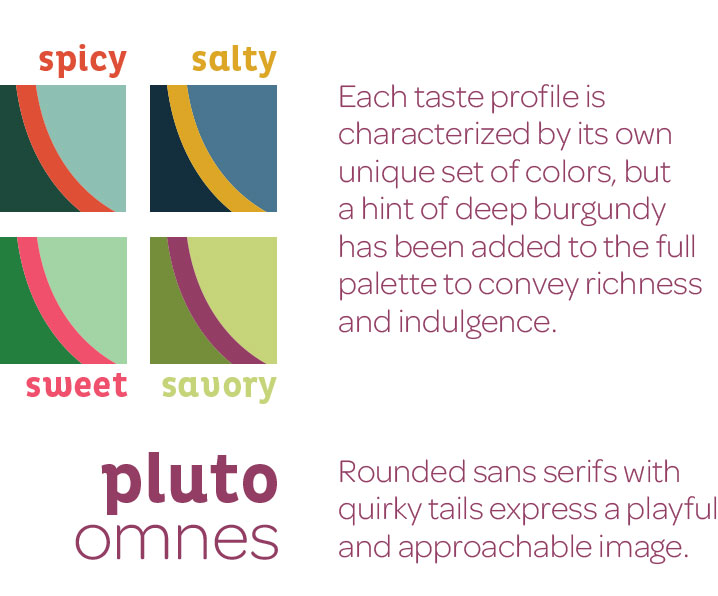 spicy
salty
Each taste profile is
characterized by its own
unique set of colors, but
a hint of deep burgundy
has been added to the full
palette to convey richness
and indulgence.
sweet
savory
pluto
omnes
Rounded sans serifs with
quirky tails express a playful
and approachable image.